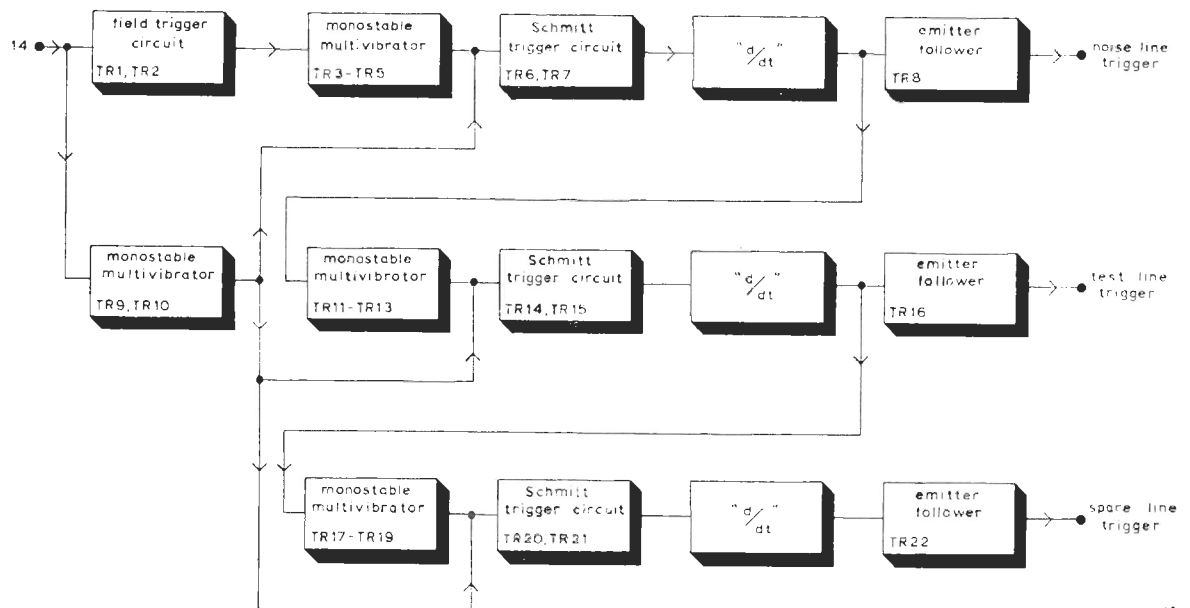 14
field trigger
circuit
TR1, TR2
monostable
multivibrator
TR3-TR5
Schmitt
trigger circuit
TR6, TR7
"d/dt"
emitter
follower
TR8
noise line
trigger
monostable
multivibrator
TR9, TR10
monostable
multivibrotor
TR11-TR13
Schmitt
trigger circuit
TR14, TR15
"d/dt"
emitter
follower
TR16
test line
trigger
monostable
multivibrator
TR17-TR19
Schmitt
trigger circuit
TR20, TR21
"d/dt"
emitter
follower
TR22
spare line
trigger